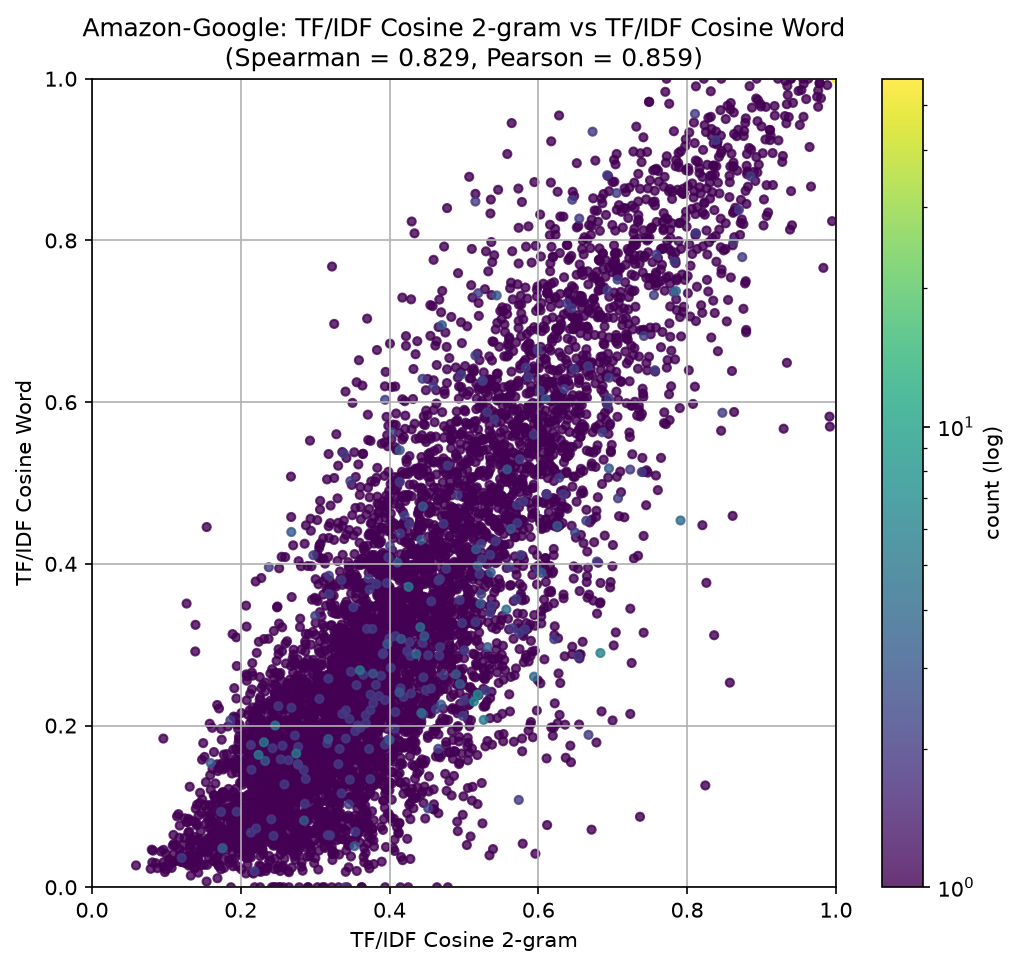 Amazon-Google: TF/IDF Cosine 2-gram vs TF/IDF Cosine Word
(Spearman = 0.829, Pearson = 0.859)
1.0
0.8
0.6
0.4
0.2
0.0
TF/IDF Cosine Word
0.0 0.2 0.4 0.6 0.8 1.0
TF/IDF Cosine 2-gram
10¹
10⁰
count (log)